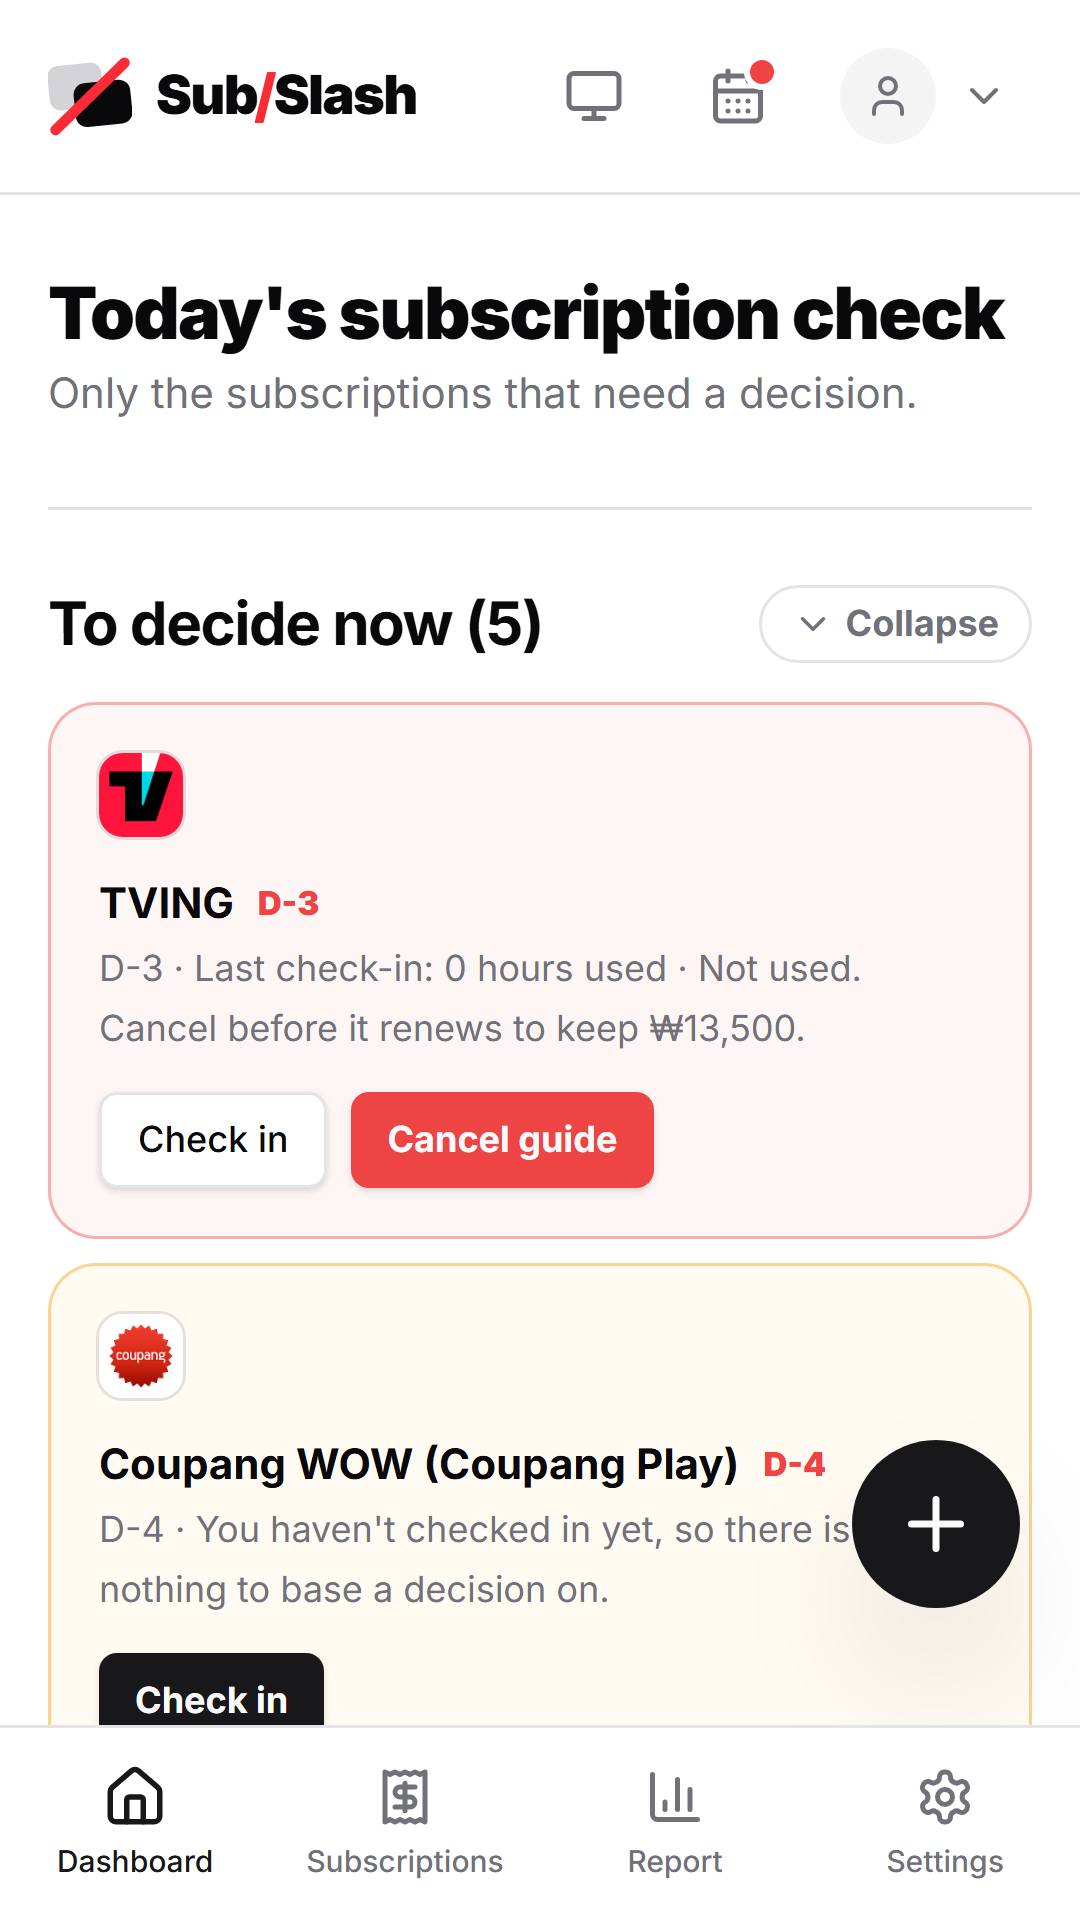 Sub/Slash
Today's subscription check
Only the subscriptions that need a decision.
To decide now (5)
Collapse
TVING D-3
D-3 · Last check-in: 0 hours used · Not used.
Cancel before it renews to keep ₩13,500.
Check in
Cancel guide
coupang
Coupang WOW (Coupang Play) D-4
D-4 · You haven't checked in yet, so there is
nothing to base a decision on.
Check in
Dashboard
Subscriptions
Report
Settings